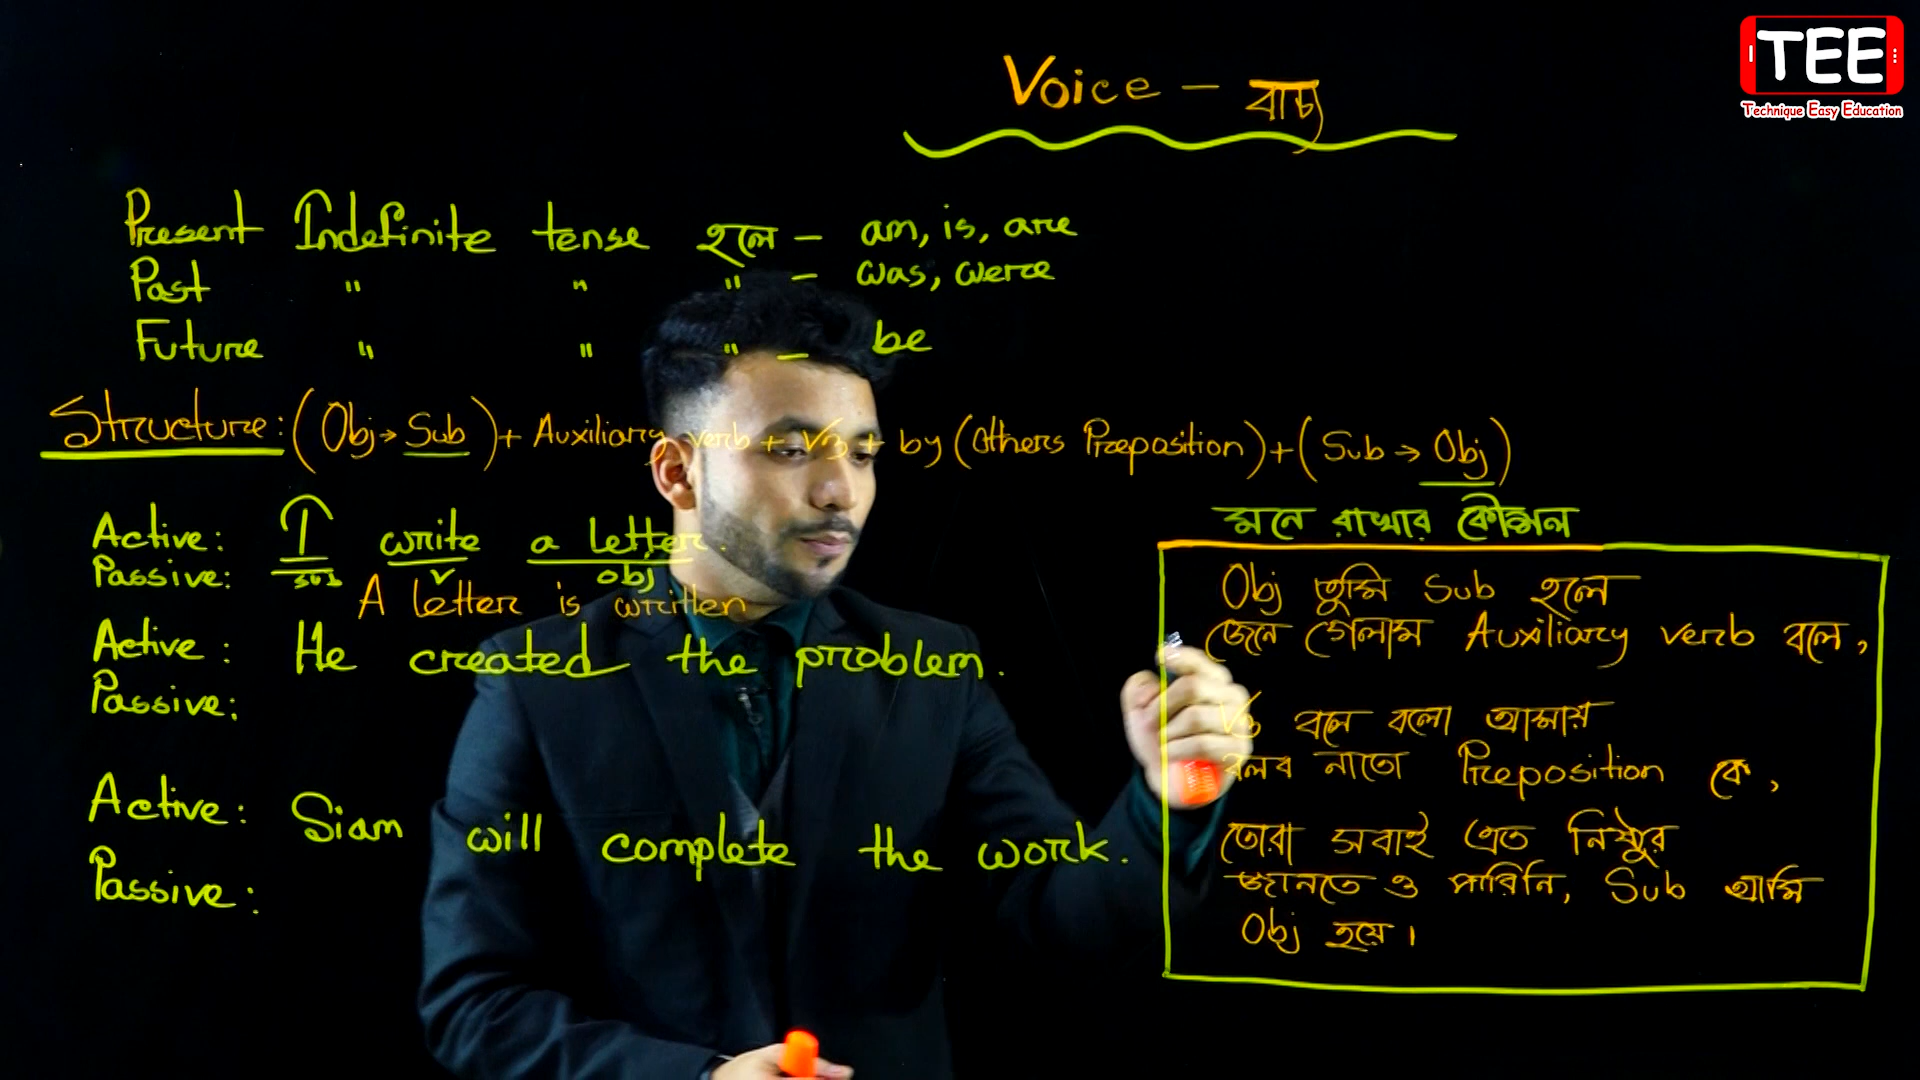 TEE
Technique Easy Education
Voice - বাচ্য
Present Indefinite tense হলে - am, is, are
Past " " " - was, were
Future " " " - be
Structure: (Obj → Sub) + Auxiliary verb + V3 + by (Others Preposition) + (Sub → Obj)
Active: I write a letter.
Passive: sub v obj
A letter is written
Active: He created the problem.
Passive:
Active: Siam will complete the work.
Passive:
মনে রাখার কৌশল
Obj তুমি Sub হলে
জেনে গেলাম Auxiliary verb বলে,
V3 বলে বলো আমায়
বলব নাতো Preposition কে,
তোরা সবাই এত নিষ্ঠুর
জানতে ও পারিনি, Sub আমি
Obj হয়ে।